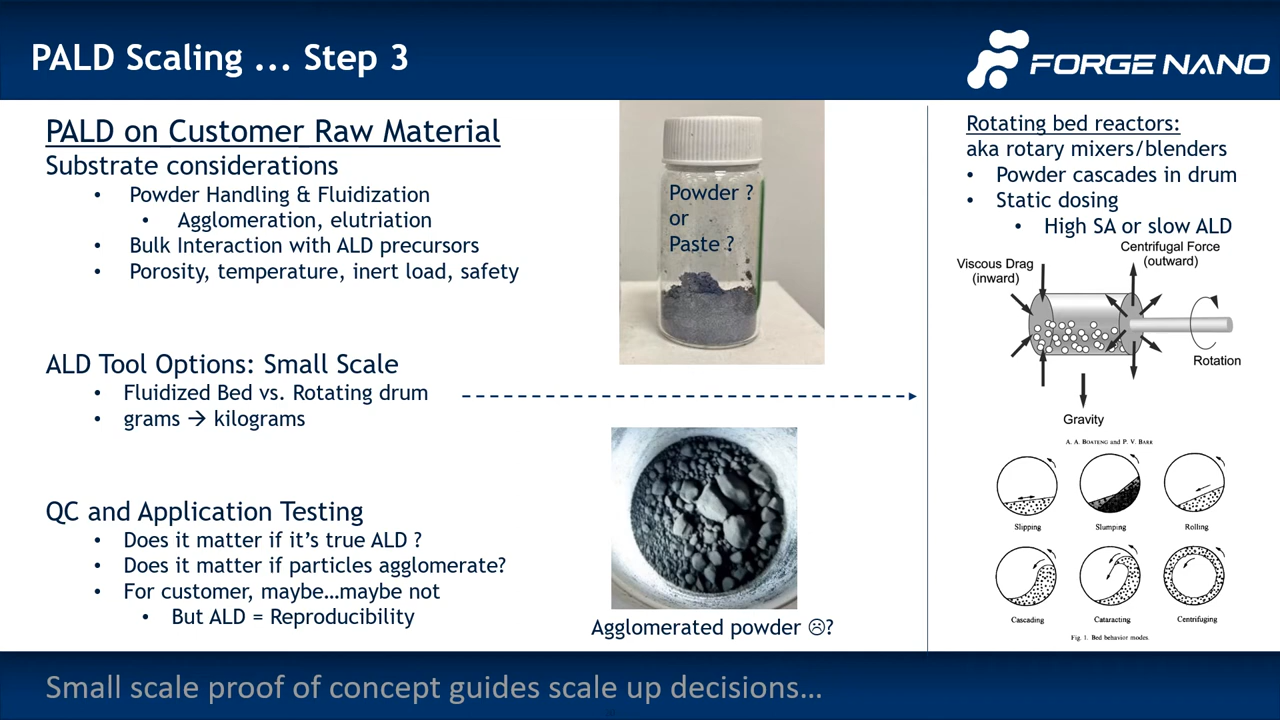 PALD Scaling ... Step 3
FORGE NANO
PALD on Customer Raw Material
Substrate considerations
• Powder Handling & Fluidization
• Agglomeration, elutriation
• Bulk Interaction with ALD precursors
• Porosity, temperature, inert load, safety
ALD Tool Options: Small Scale
• Fluidized Bed vs. Rotating drum
• grams → kilograms
QC and Application Testing
• Does it matter if it's true ALD ?
• Does it matter if particles agglomerate?
• For customer, maybe…maybe not
• But ALD = Reproducibility
Powder ?
or
Paste ?
Agglomerated powder ☹?
Rotating bed reactors:
aka rotary mixers/blenders
• Powder cascades in drum
• Static dosing
• High SA or slow ALD
Centrifugal Force
(outward)
Viscous Drag
(inward)
Rotation
Gravity
A. A. BOATENG and P. V. BARR
Slipping
Slumping
Rolling
Cascading
Cataracting
Centrifuging
Fig. 1. Bed behavior modes.
Small scale proof of concept guides scale up decisions…